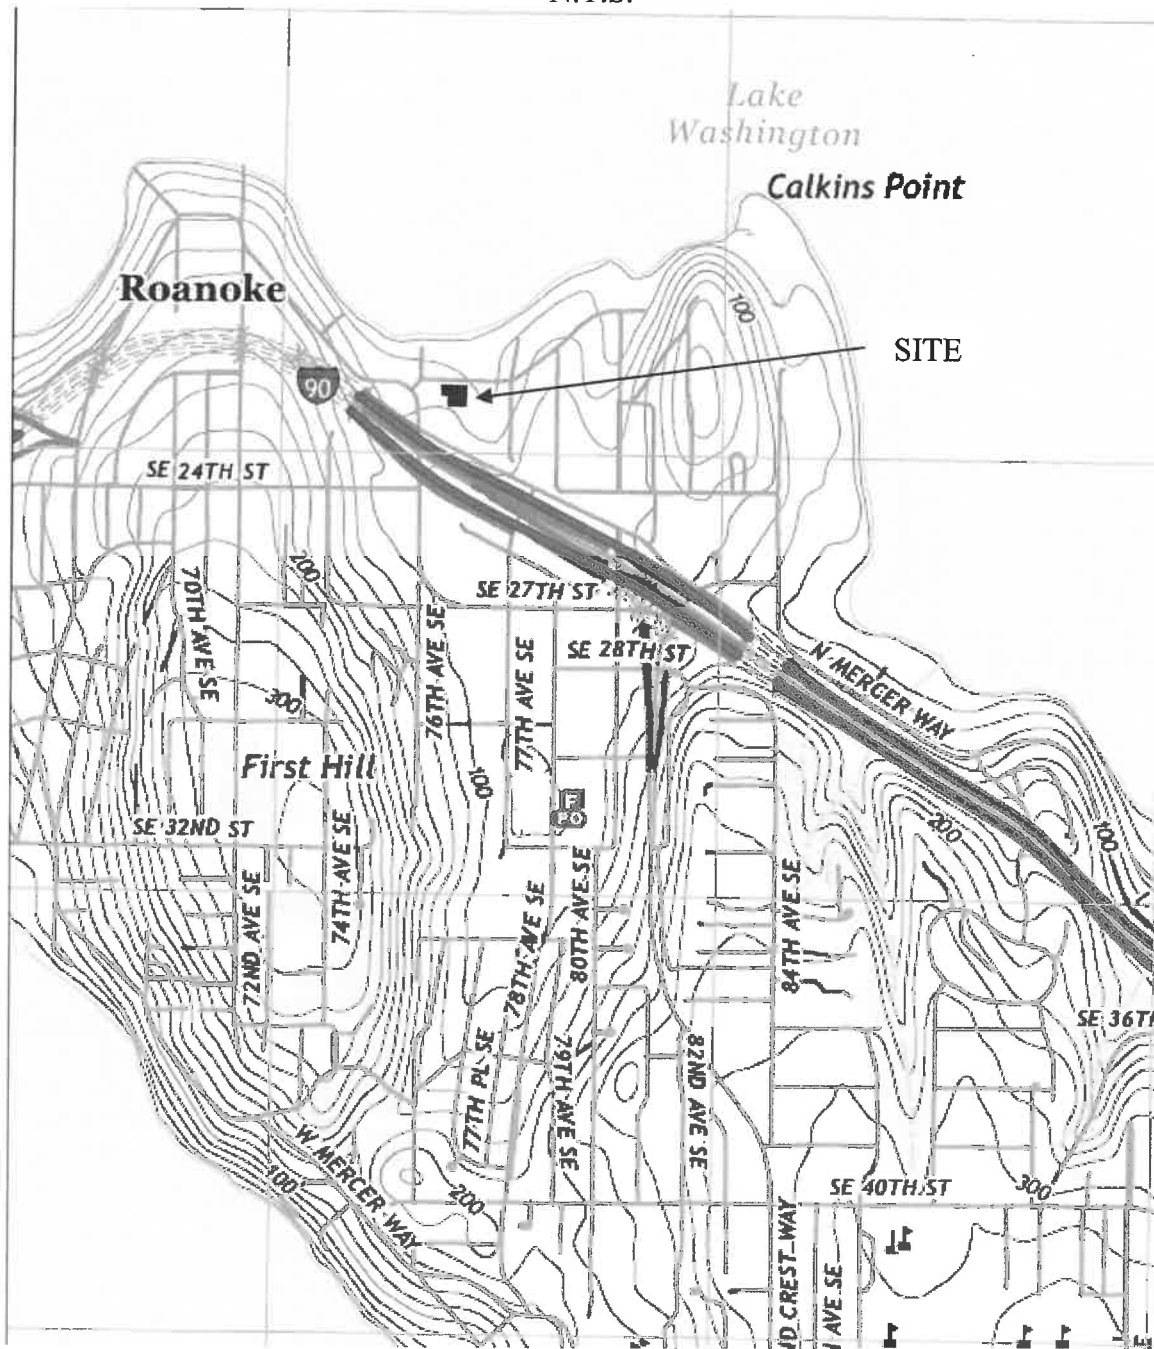 N.T.S.
Lake
Washington
Calkins Point
Roanoke
100
SITE
90
SE 24TH ST
200
70TH AVE SE
SE 27TH ST
76TH AVE SE
SE 28TH ST
77TH AVE SE
N MERCER WAY
300
First Hill
100
F
PO
SE 32ND ST
74TH AVE SE
200
100
72ND AVE SE
78TH AVE SE
80TH AVE SE
84TH AVE SE
SE 36TH
77TH PL SE
79TH AVE SE
82ND AVE SE
W MERCER WAY
100
200
SE 40TH ST
300
ND CREST WAY
H AVE SE